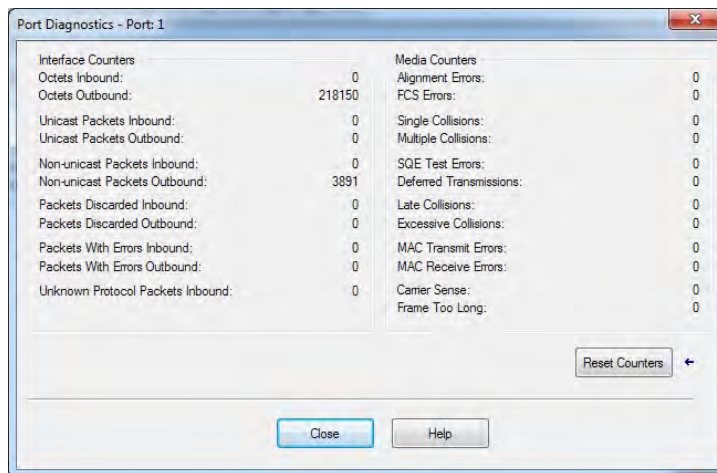 Port Diagnostics - Port: 1
Interface Counters
Octets Inbound: 0
Octets Outbound: 218150
Unicast Packets Inbound: 0
Unicast Packets Outbound: 0
Non-unicast Packets Inbound: 0
Non-unicast Packets Outbound: 3891
Packets Discarded Inbound: 0
Packets Discarded Outbound: 0
Packets With Errors Inbound: 0
Packets With Errors Outbound: 0
Unknown Protocol Packets Inbound: 0
Media Counters
Alignment Errors: 0
FCS Errors: 0
Single Collisions: 0
Multiple Collisions: 0
SQE Test Errors: 0
Deferred Transmissions: 0
Late Collisions: 0
Excessive Collisions: 0
MAC Transmit Errors: 0
MAC Receive Errors: 0
Carrier Sense: 0
Frame Too Long: 0
Reset Counters ←
Close
Help